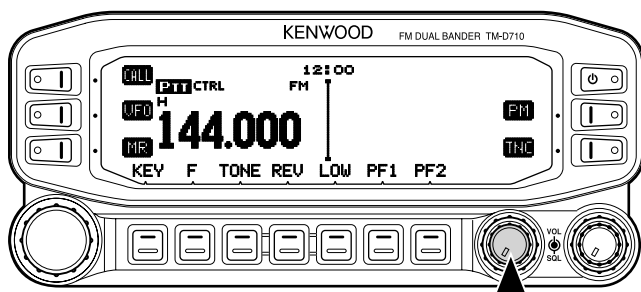 KENWOOD FM DUAL BANDER TM-D710
12:00
CALL
PTT CTRL FM
H
VFO
144.000
PM
MR
TNC
KEY F TONE REV LOW PF1 PF2
VOL
SQL